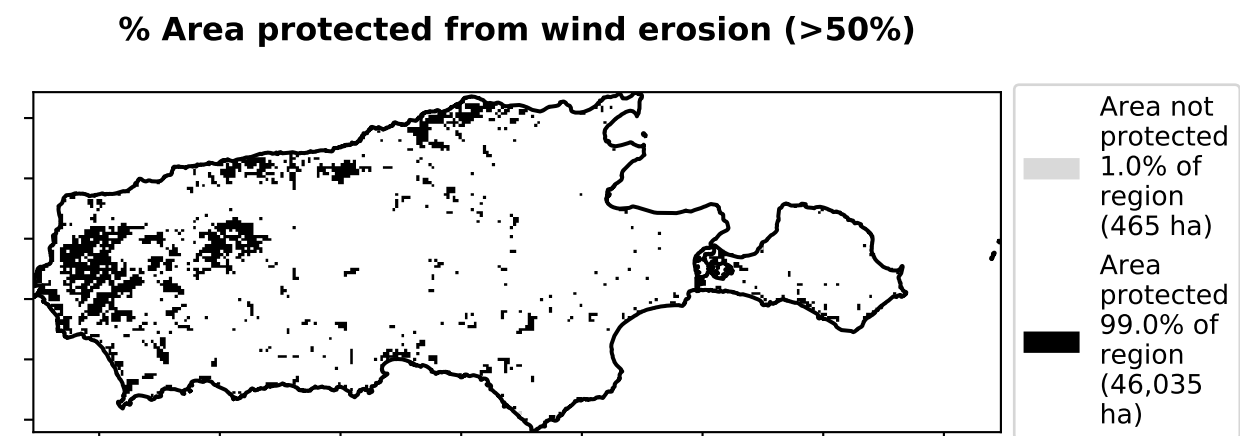 % Area protected from wind erosion (>50%)
Area not
protected
1.0% of
region
(465 ha)
Area
protected
99.0% of
region
(46,035
ha)